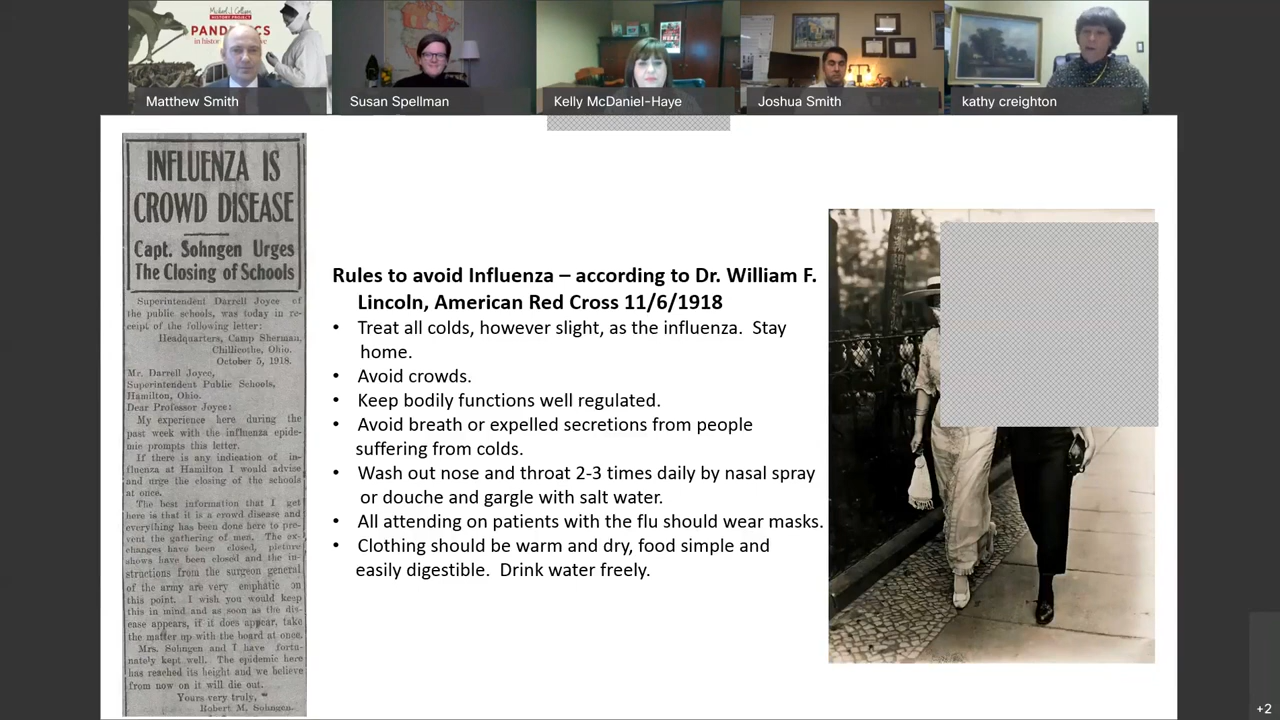 Michael J. Colligan
HISTORY PROJECT
PANDEMICS
Matthew Smith
Susan Spellman
Kelly McDaniel-Haye
Joshua Smith
kathy creighton
INFLUENZA IS
CROWD DISEASE
Capt. Sohngen Urges
The Closing of Schools
Superintendent Darrell Joyce of
the public schools, was today in re-
ceipt of the following letter:
Headquarters, Camp Sherman,
Chillicothe, Ohio.
October 5, 1918.
Mr. Darrell Joyce,
Superintendent Public Schools,
Hamilton, Ohio.
Dear Professor Joyce:
My experience here during the
past week with the influenza epide-
mic prompts this letter.
If there is any indication of in-
fluenza at Hamilton I would advise
and urge the closing of the schools
at once.
The best information that I get
here is that it is a crowd disease and
everything has been done here to pre-
vent the gathering of men. The ex-
changes have been closed, picture
shows have been closed and the in-
structions from the surgeon general
of the army are very emphatic on
this point. I wish you would keep
this in mind and as soon as the dis-
ease appears, if it does appear, take
the matter up with the board at once.
Mrs. Sohngen and I have fortu-
nately kept well. The epidemic here
has reached its height and we believe
from now on it will die out.
Yours very truly,
Robert M. Sohngen.
Rules to avoid Influenza – according to Dr. William F.
Lincoln, American Red Cross 11/6/1918
• Treat all colds, however slight, as the influenza. Stay
home.
• Avoid crowds.
• Keep bodily functions well regulated.
• Avoid breath or expelled secretions from people
suffering from colds.
• Wash out nose and throat 2-3 times daily by nasal spray
or douche and gargle with salt water.
• All attending on patients with the flu should wear masks.
• Clothing should be warm and dry, food simple and
easily digestible. Drink water freely.
+2